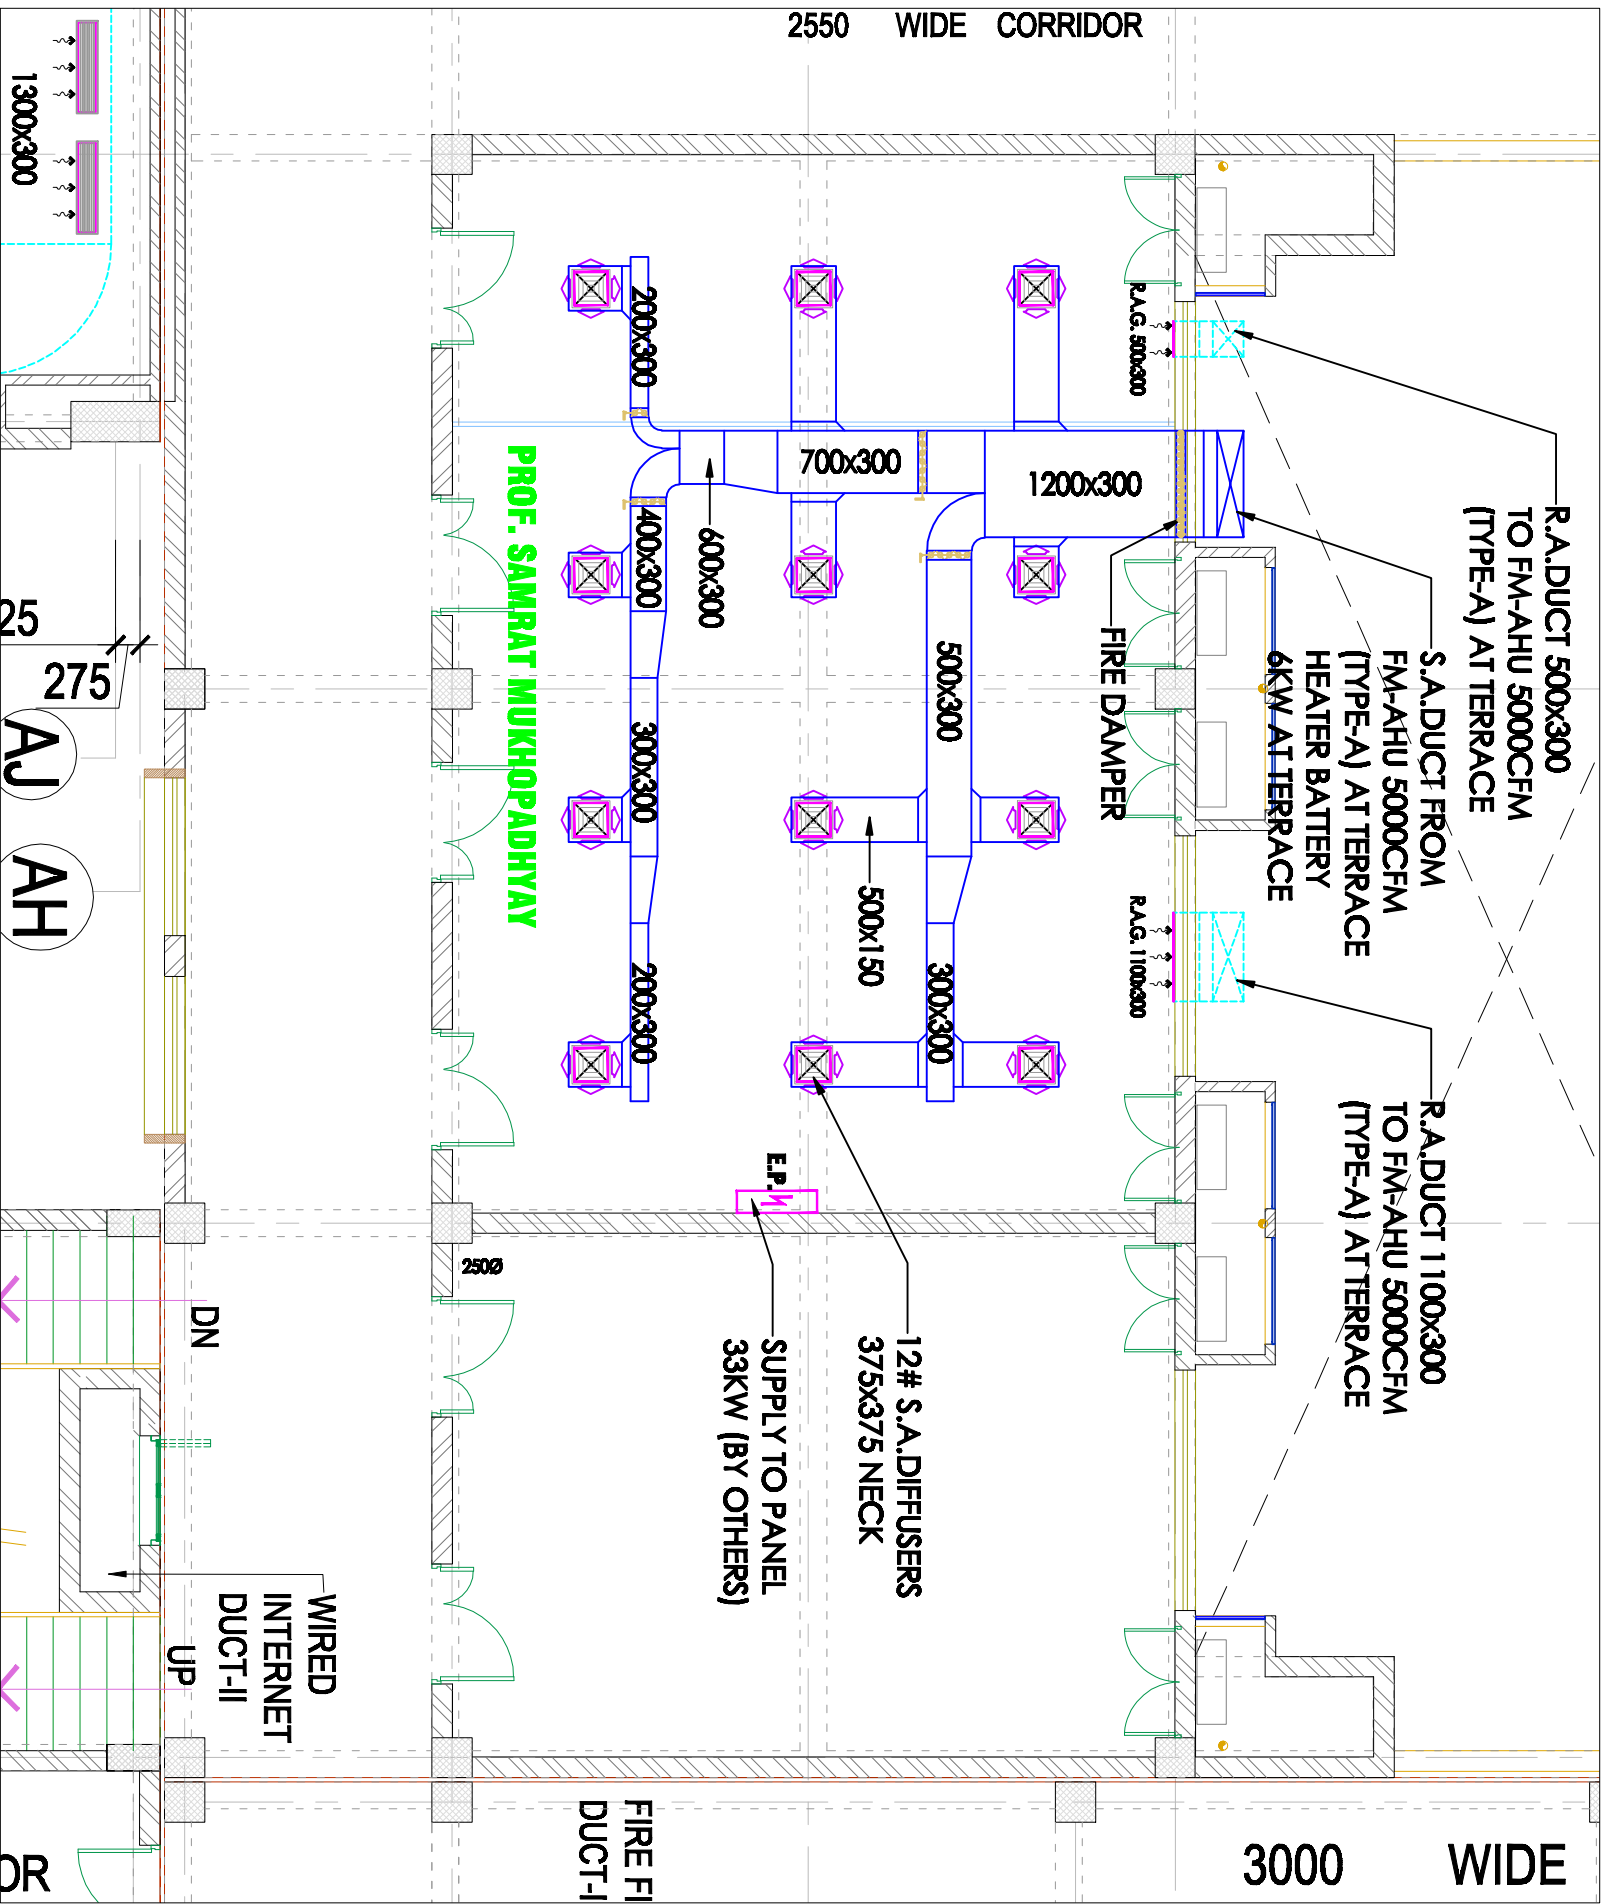 2550 WIDE CORRIDOR
1300x300
R.A.DUCT 500x300
TO FM-AHU 5000CFM
(TYPE-A) AT TERRACE
S.A.DUCT FROM
FM-AHU 5000CFM
(TYPE-A) AT TERRACE
HEATER BATTERY
6KW AT TERRACE
R.A.DUCT 1100x300
TO FM-AHU 5000CFM
(TYPE-A) AT TERRACE
R.A.G. 500x300
R.A.G. 1100x300
FIRE DAMPER
200x300
700x300
1200x300
600x300
400x300
500x300
300x300
500x150
200x300
300x300
PROF. SAMRAT MUKHOPADHYAY
25
275
AJ
AH
E.P.
250Ø
12# S.A.DIFFUSERS
375x375 NECK
SUPPLY TO PANEL
33KW (BY OTHERS)
DN
UP
WIRED
INTERNET
DUCT-II
FIRE FI
DUCT-I
3000 WIDE
OR